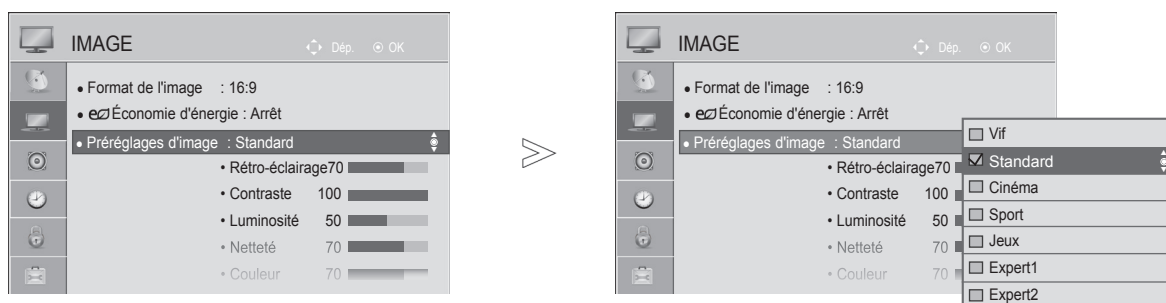 IMAGE
Dép. OK
• Format de l'image : 16:9
• eco Économie d'énergie : Arrêt
• Préréglages d'image : Standard
• Rétro-éclairage70
• Contraste 100
• Luminosité 50
• Netteté 70
• Couleur 70
IMAGE
Dép. OK
• Format de l'image : 16:9
• eco Économie d'énergie : Arrêt
• Préréglages d'image : Standard
• Rétro-éclairage70
• Contraste 100
• Luminosité 50
• Netteté 70
• Couleur 70
Vif
Standard
Cinéma
Sport
Jeux
Expert1
Expert2